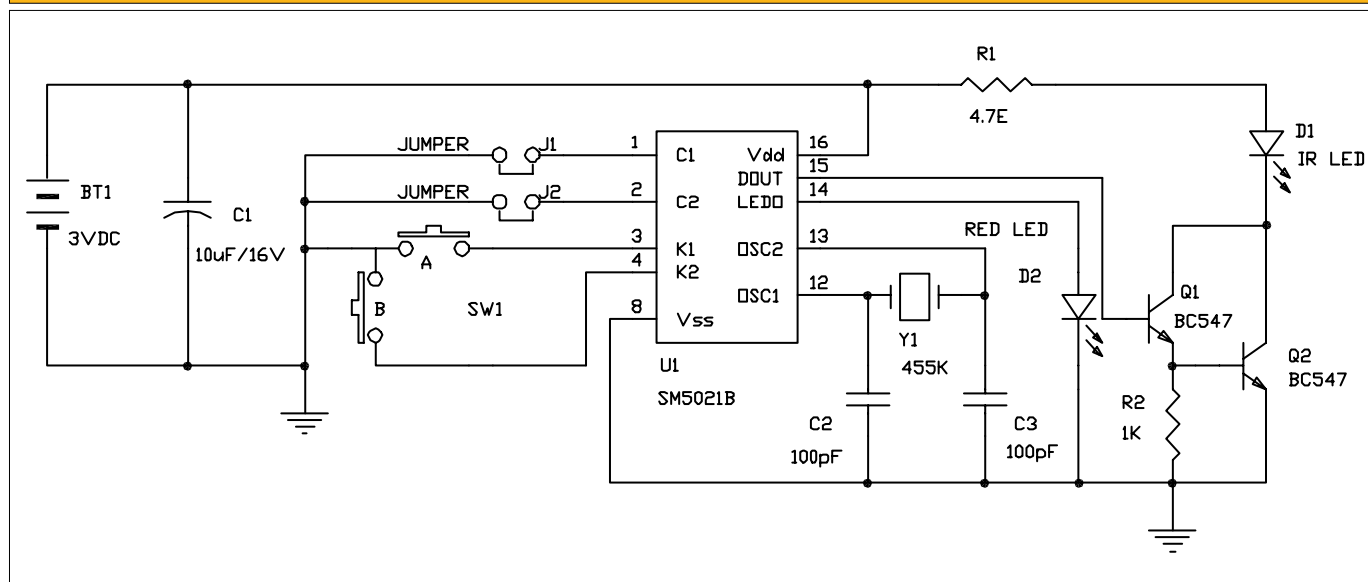 R1
4.7E
D1
IR LED
JUMPER
J1
1
C1
Vdd
16
BT1
3VDC
C1
10uF/16V
JUMPER
J2
2
C2
DOUT
15
LEDO
14
A
3
K1
OSC2
13
RED LED
4
K2
D2
B
SW1
OSC1
12
8
Vss
Y1
455K
Q1
BC547
U1
SM5021B
Q2
BC547
C2
100pF
C3
100pF
R2
1K